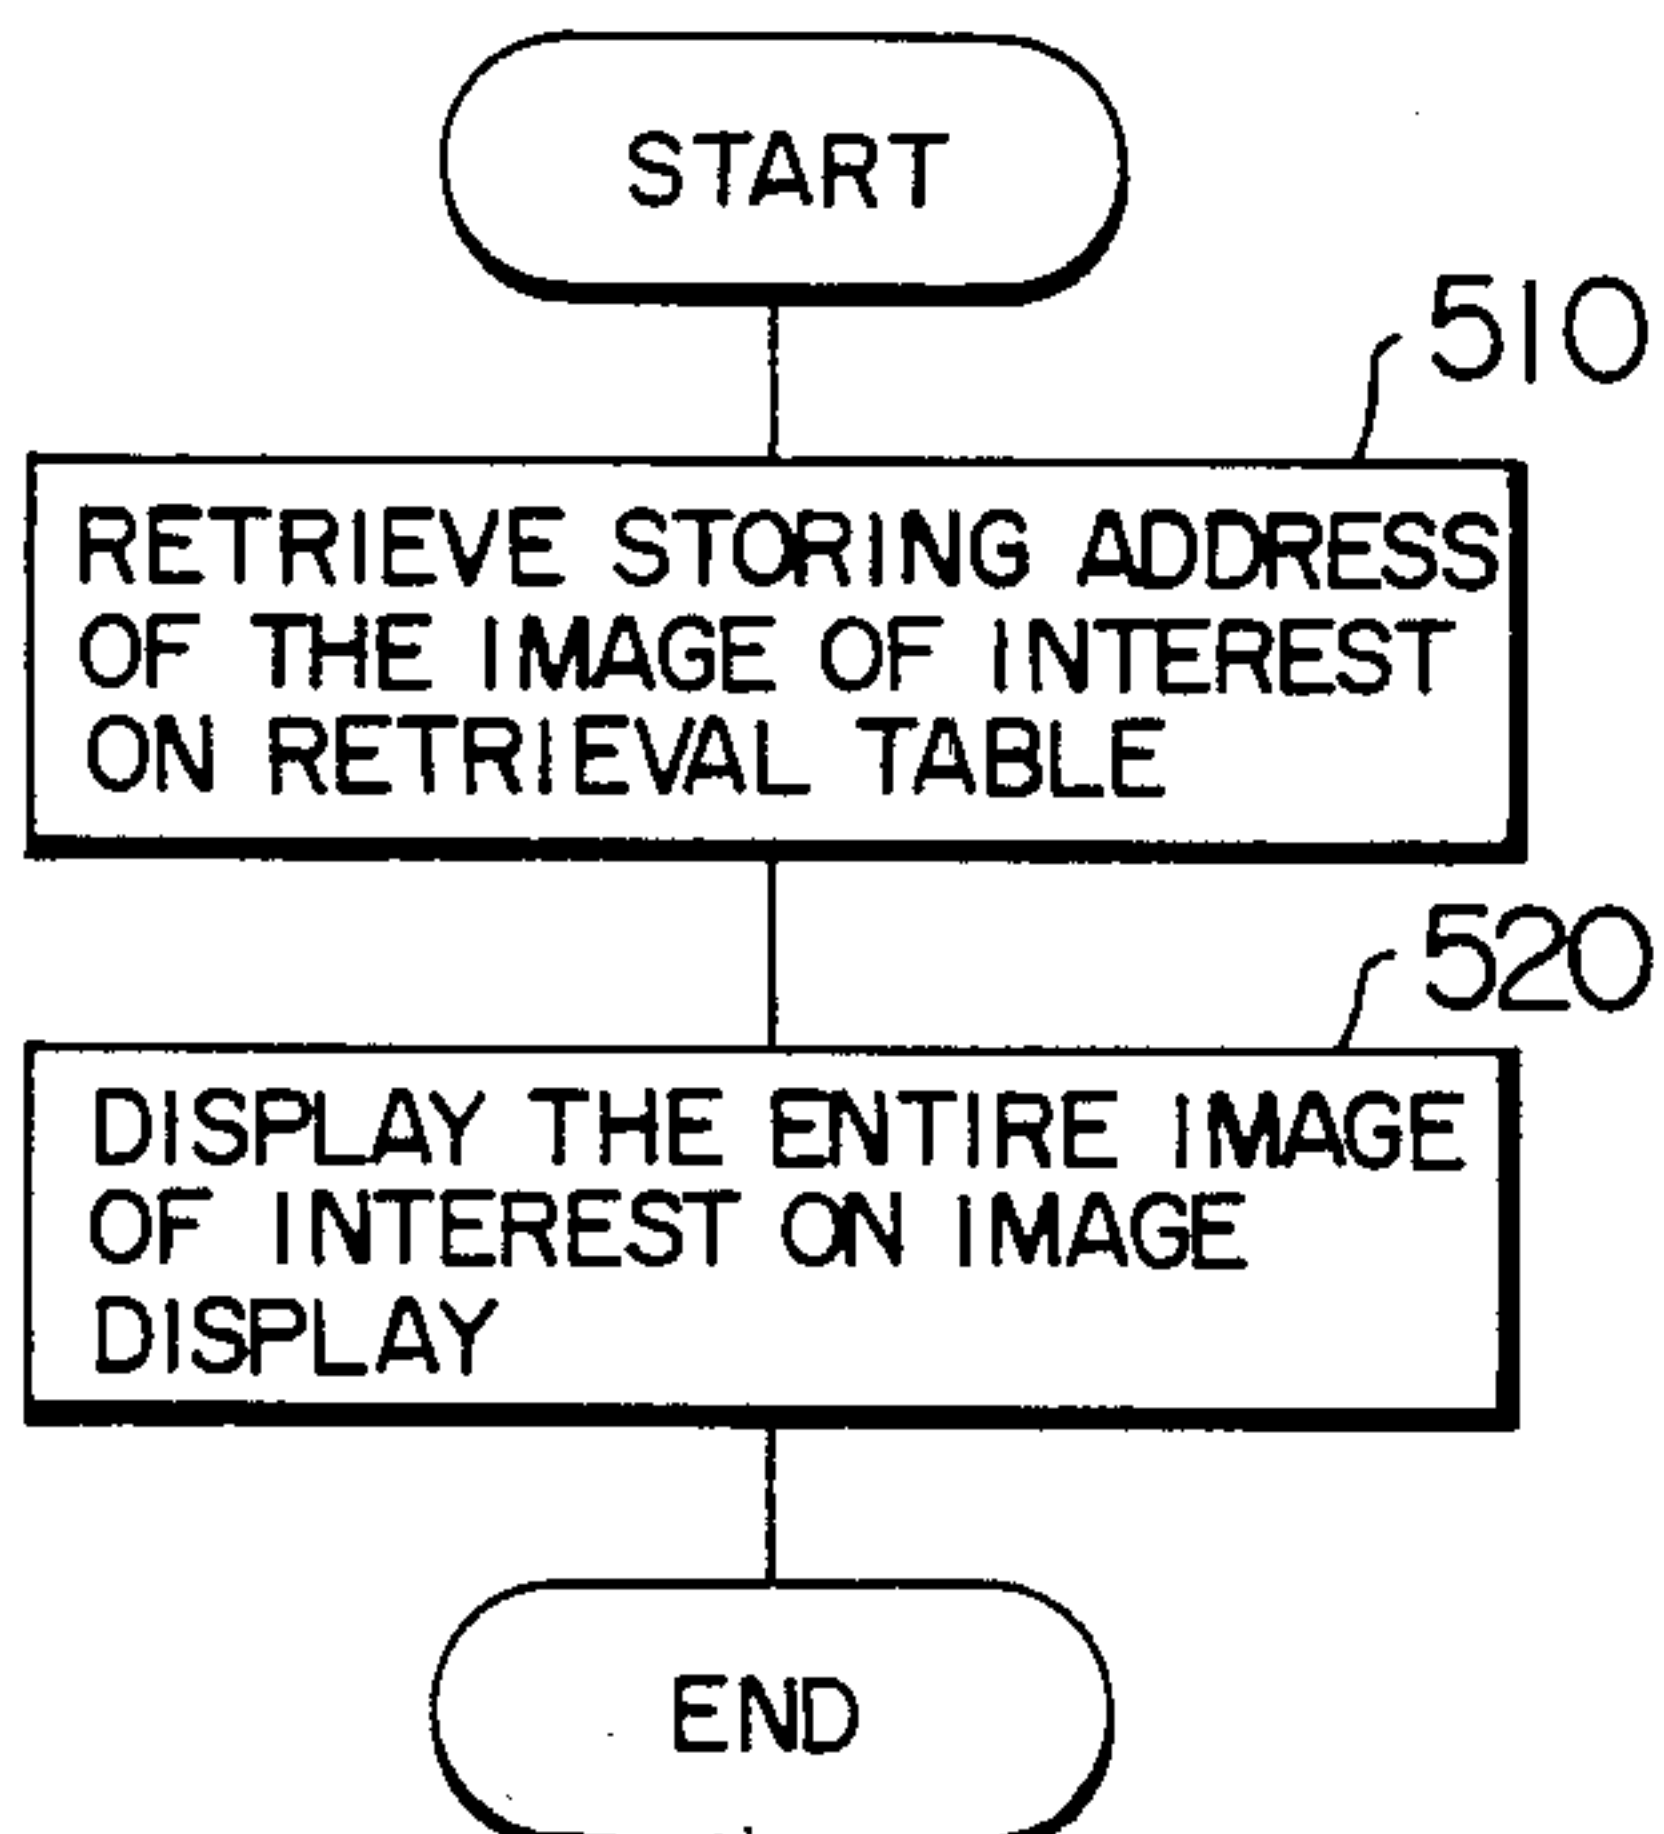 START
510
RETRIEVE STORING ADDRESS
OF THE IMAGE OF INTEREST
ON RETRIEVAL TABLE
520
DISPLAY THE ENTIRE IMAGE
OF INTEREST ON IMAGE
DISPLAY
END